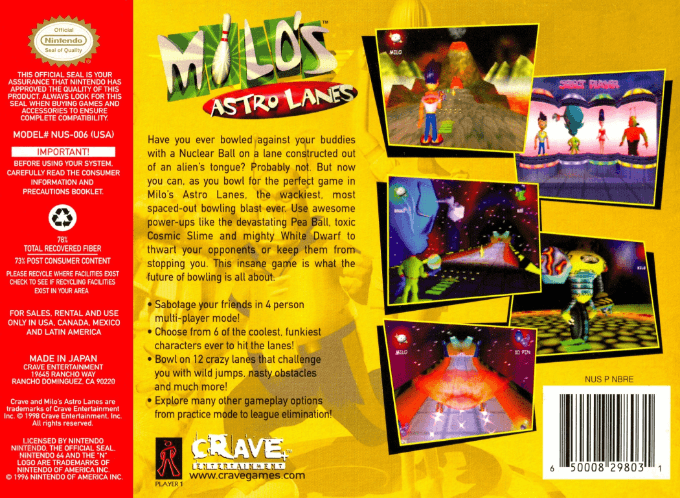 Official
Nintendo
Seal of Quality
THIS OFFICIAL SEAL IS YOUR
ASSURANCE THAT NINTENDO HAS
APPROVED THE QUALITY OF THIS
PRODUCT. ALWAYS LOOK FOR THIS
SEAL WHEN BUYING GAMES AND
ACCESSORIES TO ENSURE
COMPLETE COMPATIBILITY.
MODEL# NUS-006 (USA)
IMPORTANT!
BEFORE USING YOUR SYSTEM,
CAREFULLY READ THE CONSUMER
INFORMATION AND
PRECAUTIONS BOOKLET.
78%
TOTAL RECOVERED FIBER
73% POST CONSUMER CONTENT
PLEASE RECYCLE WHERE FACILITIES EXIST
CHECK TO SEE IF RECYCLING FACILITIES
EXIST IN YOUR AREA
FOR SALES, RENTAL AND USE
ONLY IN USA, CANADA, MEXICO
AND LATIN AMERICA
MADE IN JAPAN
CRAVE ENTERTAINMENT
19645 RANCHO WAY
RANCHO DOMINGUEZ, CA 90220
Crave and Milo's Astro Lanes are
trademarks of Crave Entertainment
Inc. © 1998 Crave Entertainment, Inc.
All rights reserved.
LICENSED BY NINTENDO
NINTENDO, THE OFFICIAL SEAL,
NINTENDO 64 AND THE "N"
LOGO ARE TRADEMARKS OF
NINTENDO OF AMERICA INC.
© 1996 NINTENDO OF AMERICA INC.
MILO'S™
ASTRO LANES
Have you ever bowled against your buddies
with a Nuclear Ball on a lane constructed out
of an alien's tongue? Probably not. But now
you can, as you bowl for the perfect game in
Milo's Astro Lanes, the wackiest, most
spaced-out bowling blast ever. Use awesome
power-ups like the devastating Pea Ball, toxic
Cosmic Slime and mighty White Dwarf to
thwart your opponents or keep them from
stopping you. This insane game is what the
future of bowling is all about.
• Sabotage your friends in 4 person
multi-player mode!
• Choose from 6 of the coolest, funkiest
characters ever to hit the lanes!
• Bowl on 12 crazy lanes that challenge
you with wild jumps, nasty obstacles
and much more!
• Explore many other gameplay options
from practice mode to league elimination!
PLAYER 1
CRAVE
ENTERTAINMENT
www.cravegames.com
MILO
SELECT PLAYER
MILO
NUS P NBRE
6 50008 29803 1